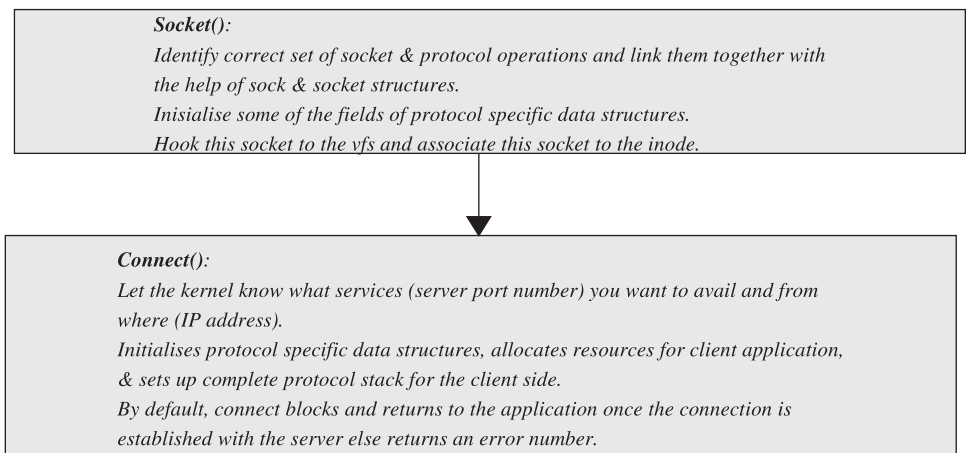 Socket():
Identify correct set of socket & protocol operations and link them together with
the help of sock & socket structures.
Inisialise some of the fields of protocol specific data structures.
Hook this socket to the vfs and associate this socket to the inode.
Connect():
Let the kernel know what services (server port number) you want to avail and from
where (IP address).
Initialises protocol specific data structures, allocates resources for client application,
& sets up complete protocol stack for the client side.
By default, connect blocks and returns to the application once the connection is
established with the server else returns an error number.